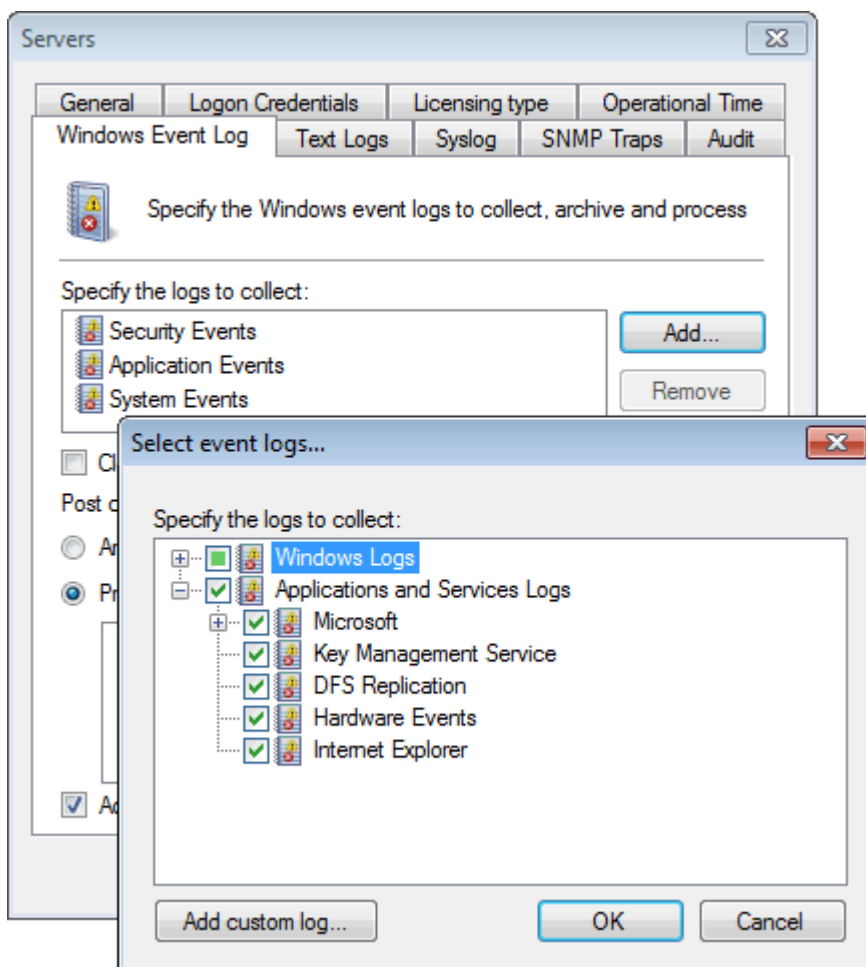 Servers
General Logon Credentials Licensing type Operational Time
Windows Event Log Text Logs Syslog SNMP Traps Audit
Specify the Windows event logs to collect, archive and process
Specify the logs to collect:
Security Events
Add...
Application Events
System Events
Remove
Select event logs...
Post
Specify the logs to collect:
Windows Logs
Applications and Services Logs
Microsoft
Key Management Service
DFS Replication
Hardware Events
Internet Explorer
Add custom log... OK Cancel